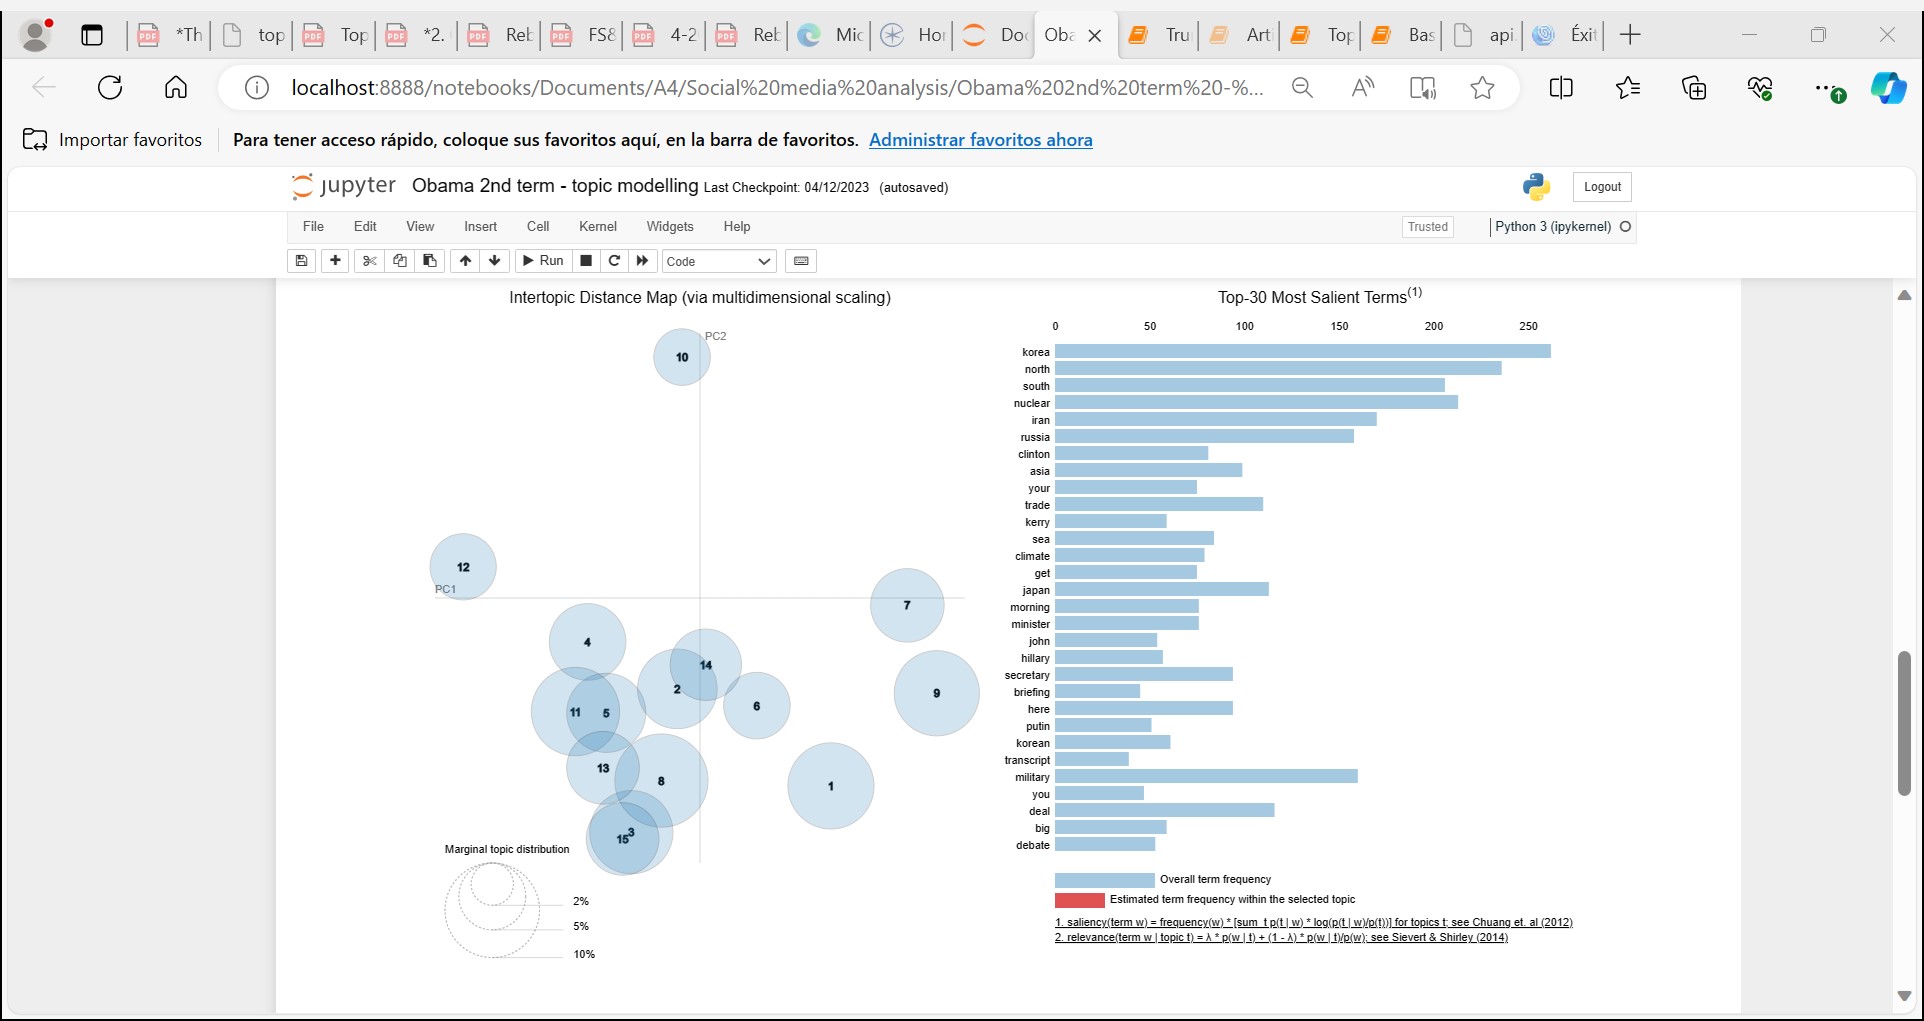 *Th
top
Top
*2.
Ret
FS8
4-2
Ret
Mic
Hor
Doc
Oba
Tru
Art
Top
Bas
api
Éxit
localhost:8888/notebooks/Documents/A4/Social%20media%20analysis/Obama%202nd%20term%20-%...
Importar favoritos
Para tener acceso rápido, coloque sus favoritos aquí, en la barra de favoritos. Administrar favoritos ahora
jupyter Obama 2nd term - topic modelling Last Checkpoint: 04/12/2023 (autosaved)
Logout
File Edit View Insert Cell Kernel Widgets Help
Trusted
Python 3 (ipykernel)
Run
Code
Intertopic Distance Map (via multidimensional scaling)
PC2
10
12
PC1
7
4
14
2
9
6
11
5
13
8
1
3
15
Marginal topic distribution
2%
5%
10%
Top-30 Most Salient Terms(1)
0 50 100 150 200 250
korea
north
south
nuclear
iran
russia
clinton
asia
your
trade
kerry
sea
climate
get
japan
morning
minister
john
hillary
secretary
briefing
here
putin
korean
transcript
military
you
deal
big
debate
Overall term frequency
Estimated term frequency within the selected topic
1. saliency(term w) = frequency(w) * [sum_t p(t | w) * log(p(t | w)/p(t))] for topics t; see Chuang et. al (2012)
2. relevance(term w | topic t) = λ * p(w | t) + (1 - λ) * p(w | t)/p(w); see Sievert & Shirley (2014)